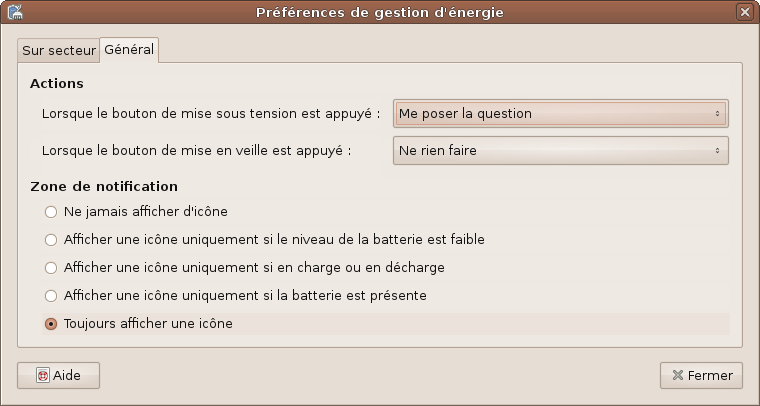 Préférences de gestion d'énergie
Sur secteur
Général
Actions
Lorsque le bouton de mise sous tension est appuyé : Me poser la question
Lorsque le bouton de mise en veille est appuyé : Ne rien faire
Zone de notification
Ne jamais afficher d'icône
Afficher une icône uniquement si le niveau de la batterie est faible
Afficher une icône uniquement si en charge ou en décharge
Afficher une icône uniquement si la batterie est présente
Toujours afficher une icône
Aide
Fermer